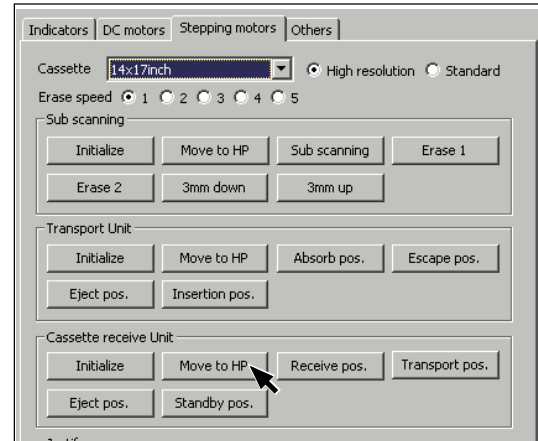 Indicators DC motors Stepping motors Others
Cassette 14x17inch High resolution Standard
Erase speed 1 2 3 4 5
Sub scanning
Initialize Move to HP Sub scanning Erase 1
Erase 2 3mm down 3mm up
Transport Unit
Initialize Move to HP Absorb pos. Escape pos.
Eject pos. Insertion pos.
Cassette receive Unit
Initialize Move to HP Receive pos. Transport pos.
Eject pos. Standby pos.